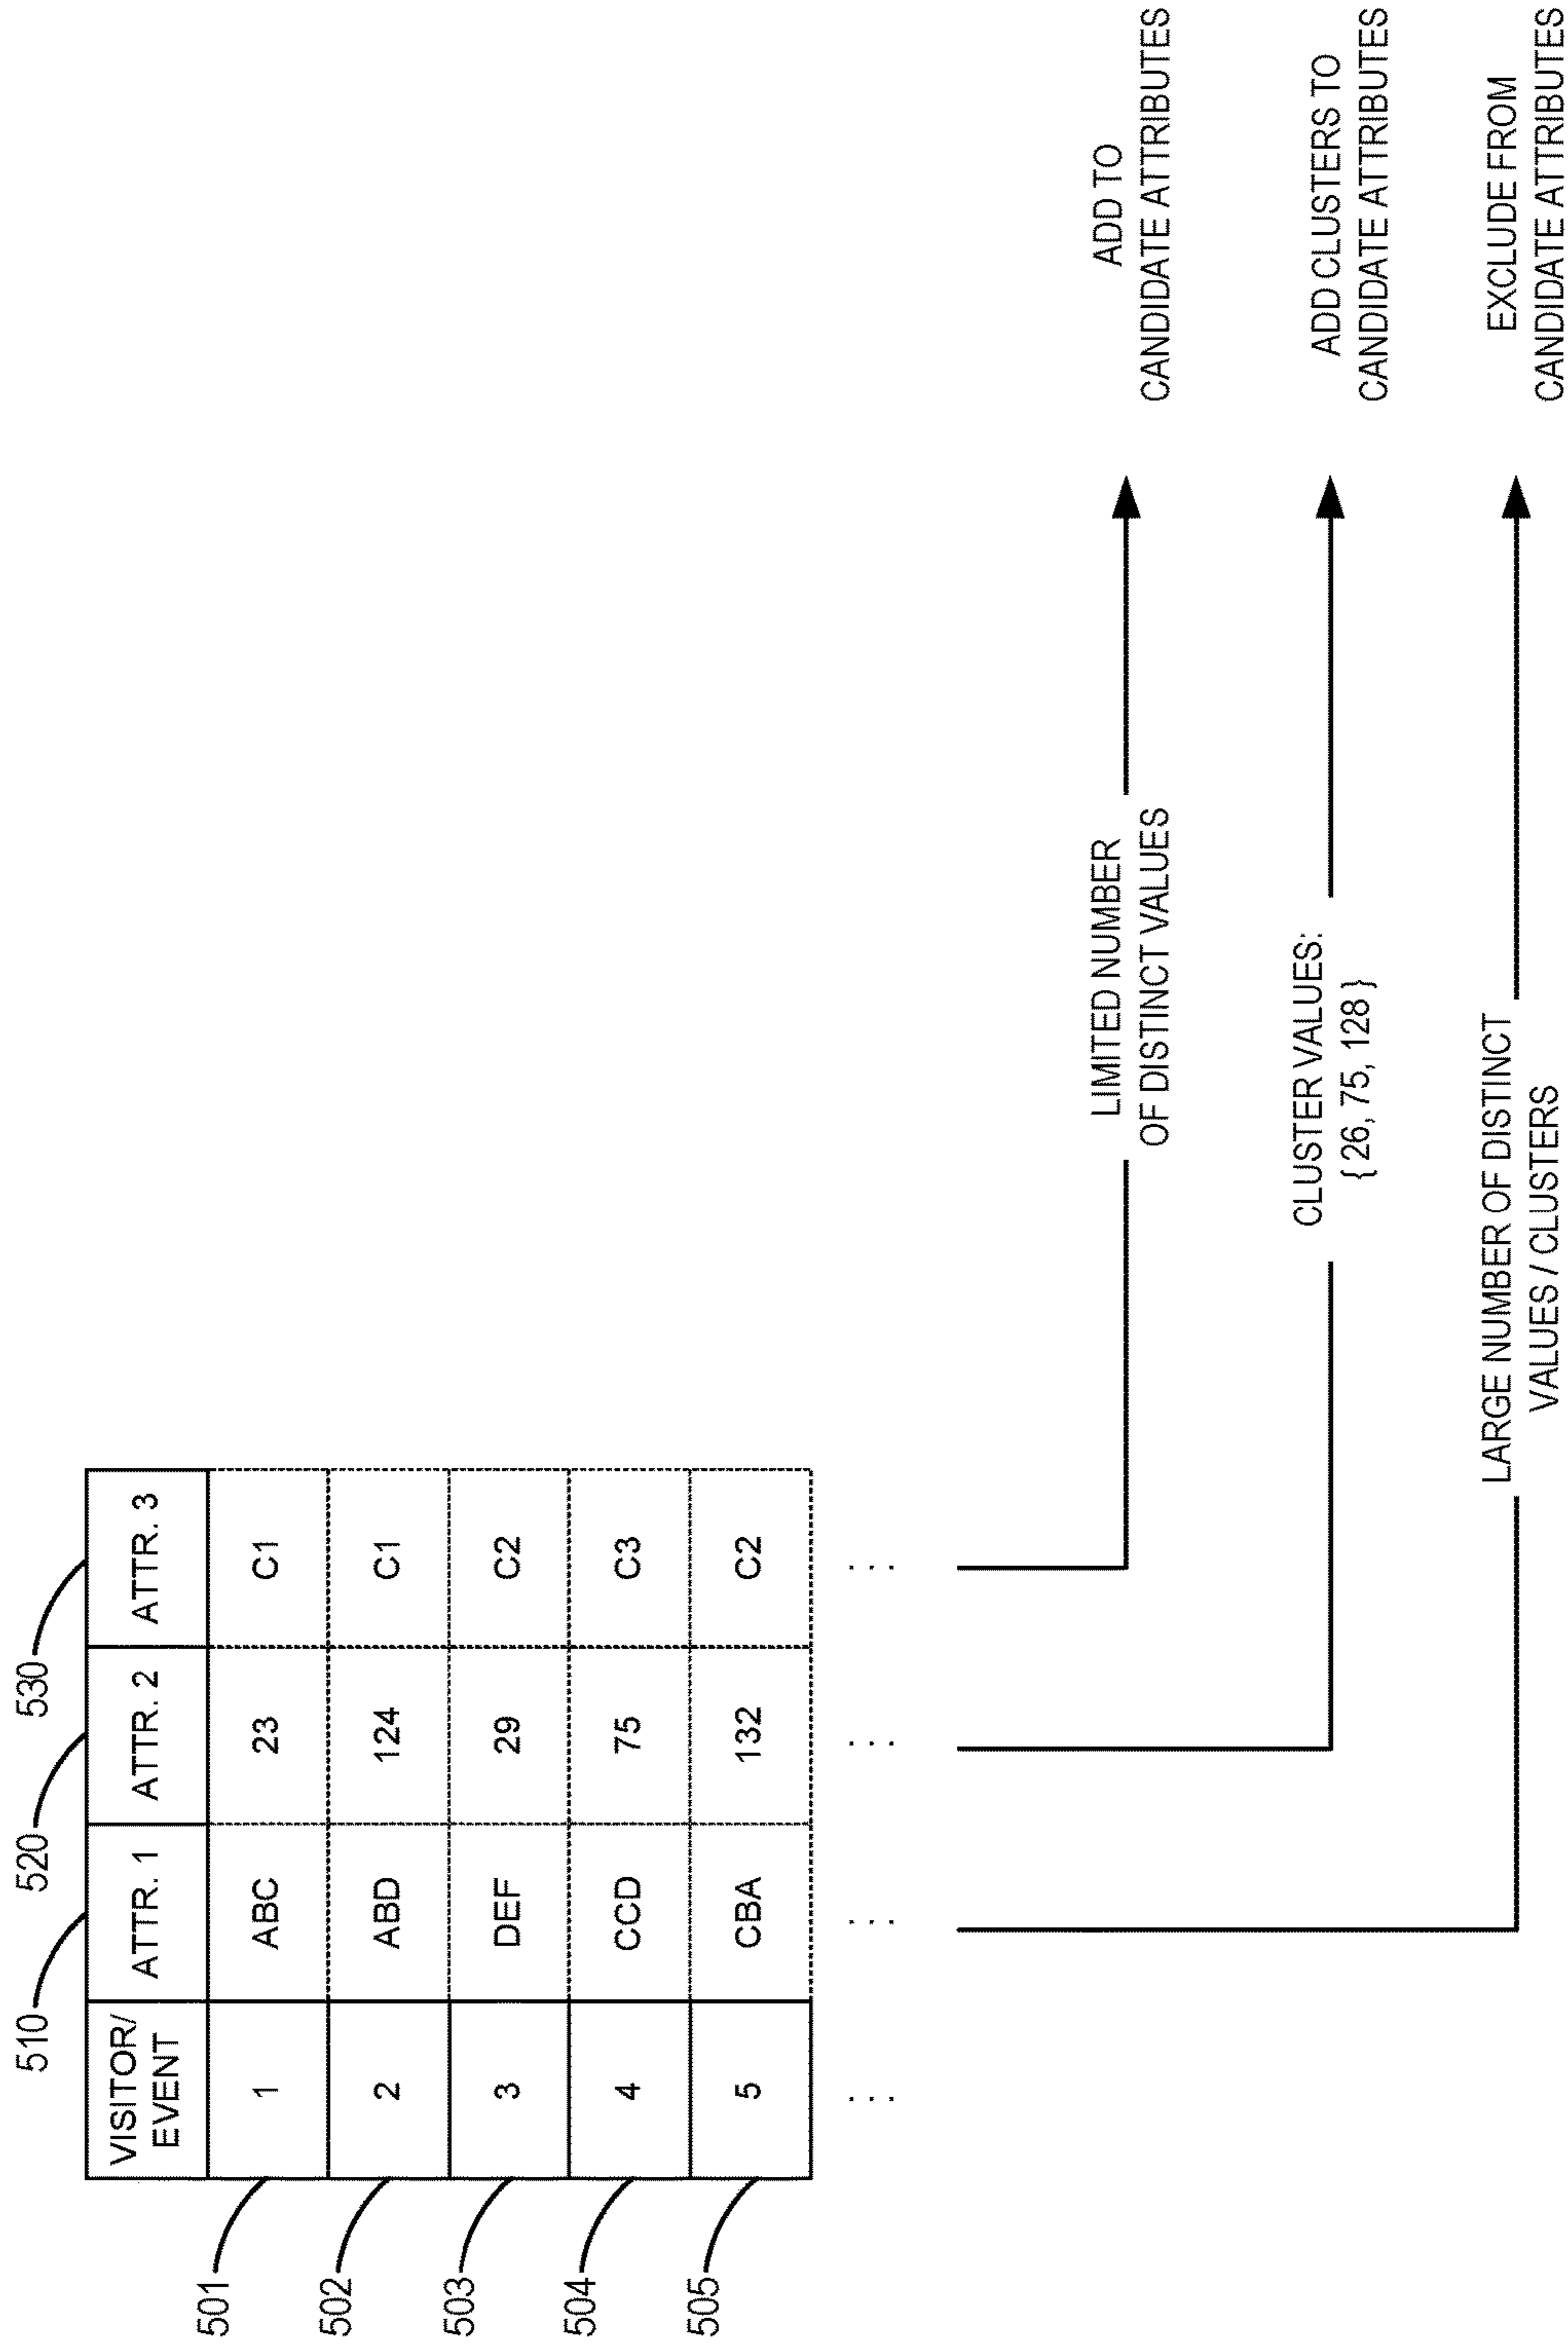 510
520
530
VISITOR/
EVENT
ATTR. 1
ATTR. 2
ATTR. 3
501
1
ABC
23
C1
502
2
ABD
124
C1
503
3
DEF
29
C2
504
4
CCD
75
C3
505
5
CBA
132
C2
. . .
. . .
. . .
. . .
LIMITED NUMBER
OF DISTINCT VALUES
ADD TO
CANDIDATE ATTRIBUTES
CLUSTER VALUES:
{ 26, 75, 128 }
ADD CLUSTERS TO
CANDIDATE ATTRIBUTES
LARGE NUMBER OF DISTINCT
VALUES / CLUSTERS
EXCLUDE FROM
CANDIDATE ATTRIBUTES